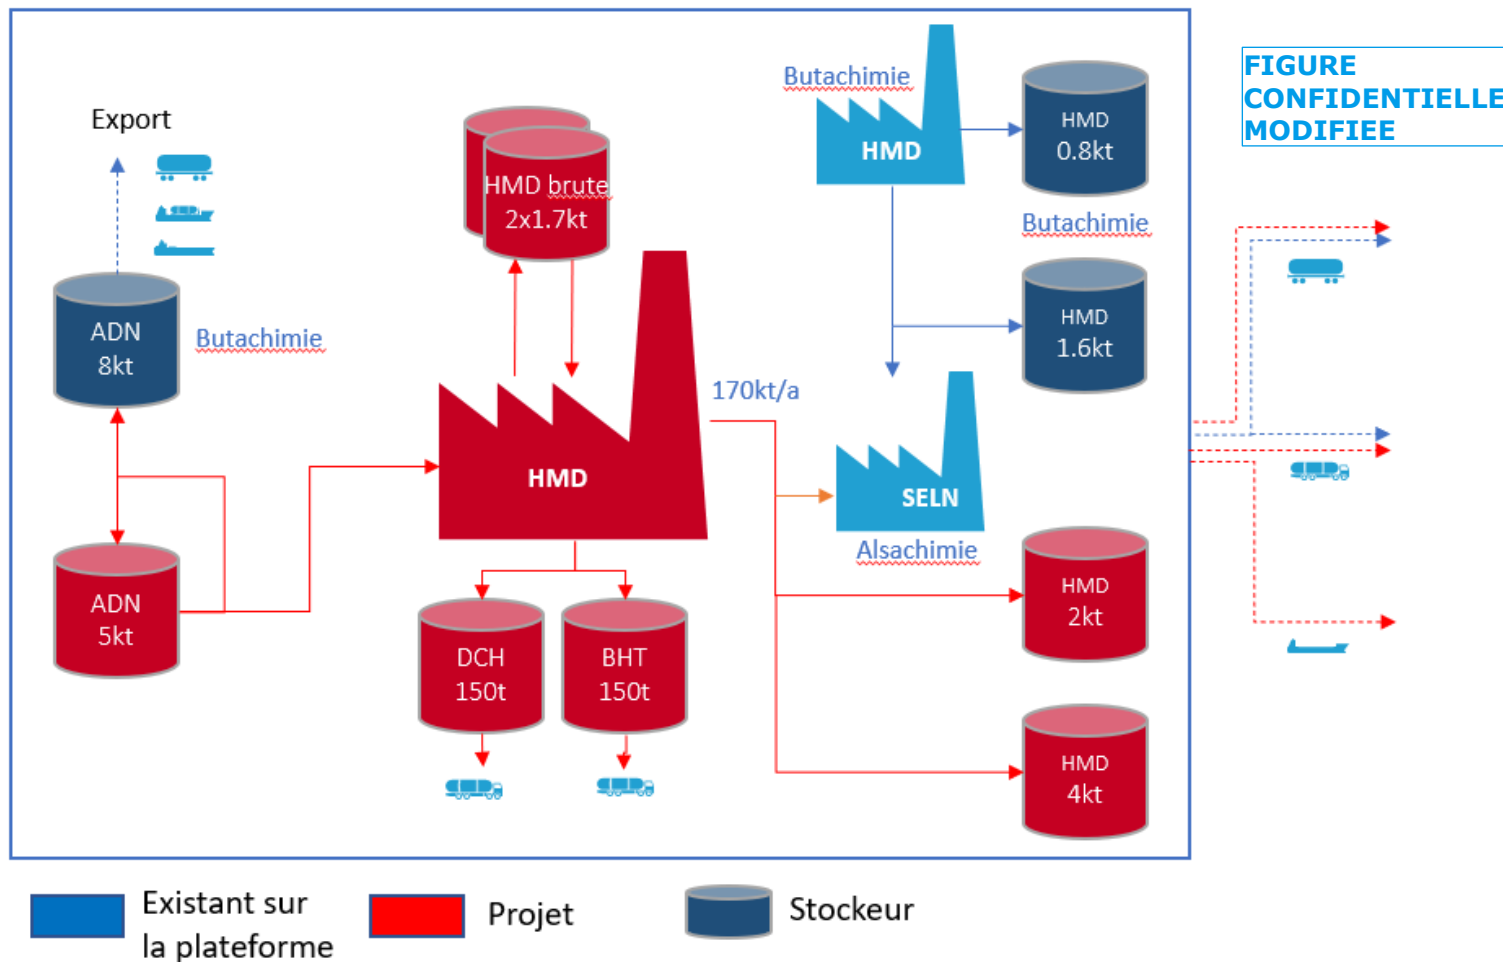 FIGURE
CONFIDENTIELLE
MODIFIEE
Export
ADN
8kt
Butachimie
ADN
5kt
HMD brute
2x1.7kt
HMD
DCH
150t
BHT
150t
170kt/a
Butachimie
HMD
HMD
0.8kt
Butachimie
HMD
1.6kt
SELN
Alsachimie
HMD
2kt
HMD
4kt
Existant sur
la plateforme
Projet
Stockeur